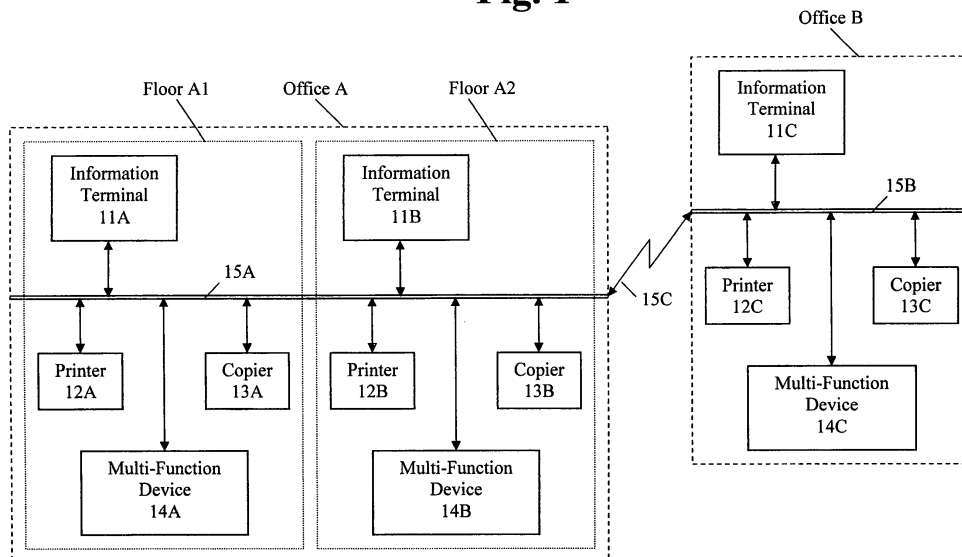 Fig. 1
Office B
Floor A1
Office A
Floor A2
Information
Terminal
11A
Information
Terminal
11B
Information
Terminal
11C
15A
15B
15C
Printer
12A
Copier
13A
Printer
12B
Copier
13B
Printer
12C
Copier
13C
Multi-Function
Device
14A
Multi-Function
Device
14B
Multi-Function
Device
14C